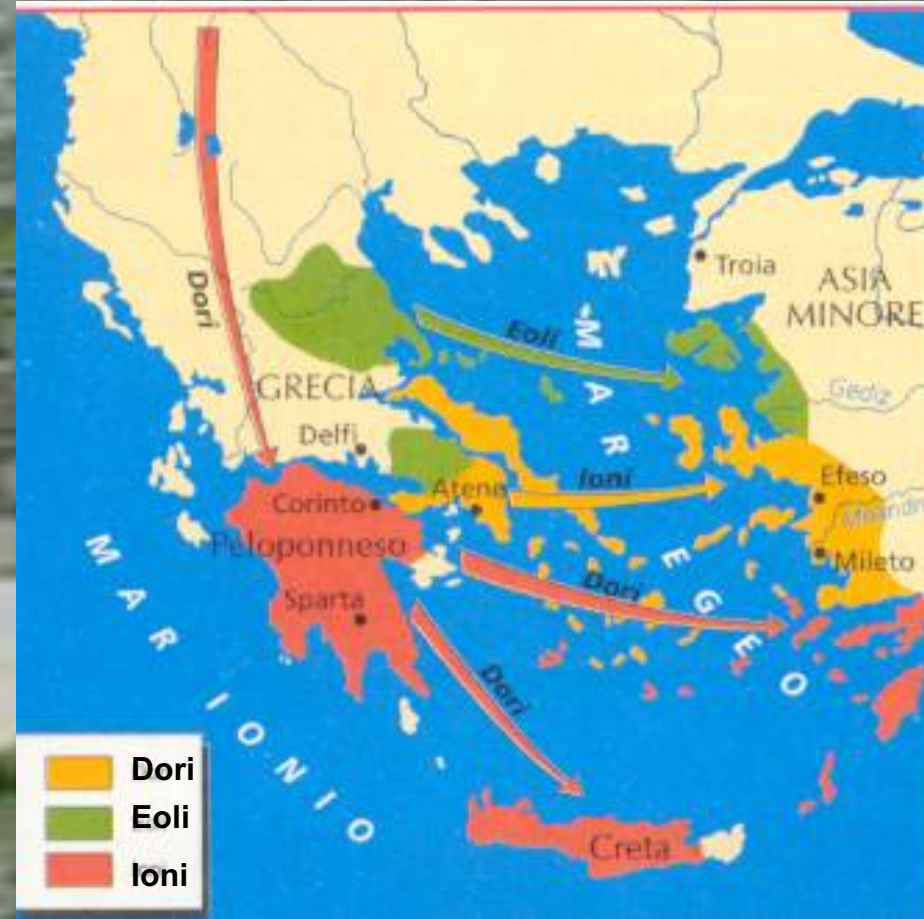 Dori
Troia
ASIA
MINORE
Eoli
MAR EGEO
Gediz
GRECIA
Delfi
Ioni
Efeso
Atene
Corinto
Peloponneso
Mileto
Dori
Sparta
Dori
MAR IONIO
Creta
Dori
Eoli
Ioni